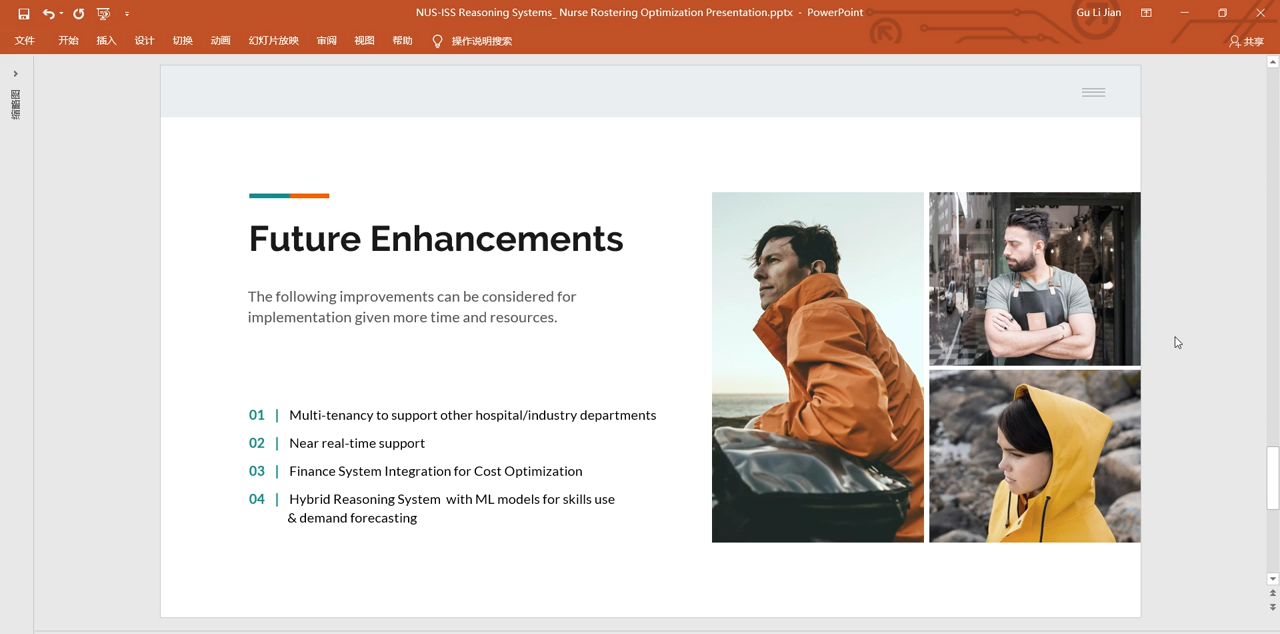 NUS-ISS Reasoning Systems_ Nurse Rostering Optimization Presentation.pptx - PowerPoint
Gu Li Jian
文件 开始 插入 设计 切换 动画 幻灯片放映 审阅 视图 帮助 操作说明搜索 共享
缩略图
Future Enhancements
The following improvements can be considered for
implementation given more time and resources.
01 | Multi-tenancy to support other hospital/industry departments
02 | Near real-time support
03 | Finance System Integration for Cost Optimization
04 | Hybrid Reasoning System with ML models for skills use
& demand forecasting